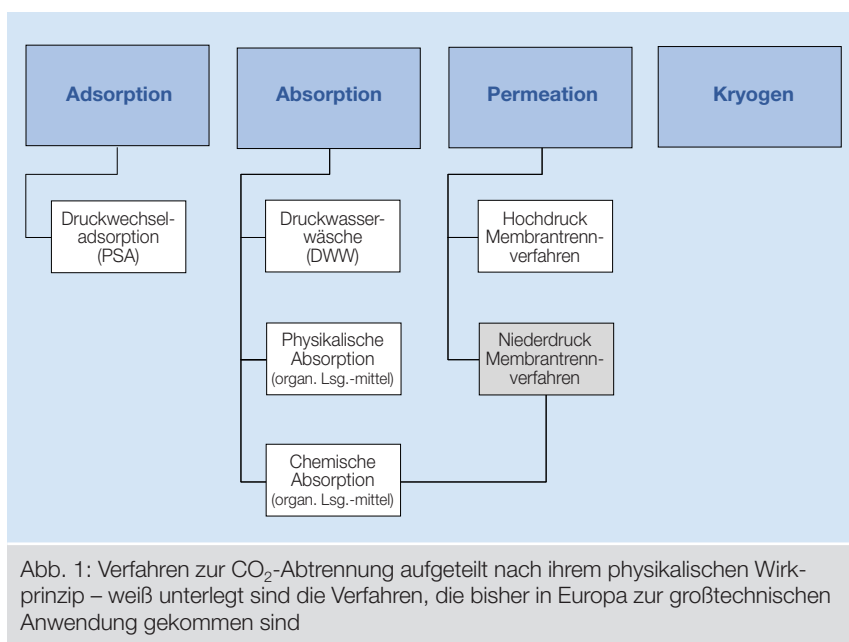 Adsorption
Absorption
Permeation
Kryogen
Druckwechsel-
adsorption
(PSA)
Druckwasser-
wäsche
(DWW)
Hochdruck
Membrantrenn-
verfahren
Physikalische
Absorption
(organ. Lsg.-mittel)
Niederdruck
Membrantrenn-
verfahren
Chemische
Absorption
(organ. Lsg.-mittel)
Abb. 1: Verfahren zur CO₂-Abtrennung aufgeteilt nach ihrem physikalischen Wirk-
prinzip – weiß unterlegt sind die Verfahren, die bisher in Europa zur großtechnischen
Anwendung gekommen sind